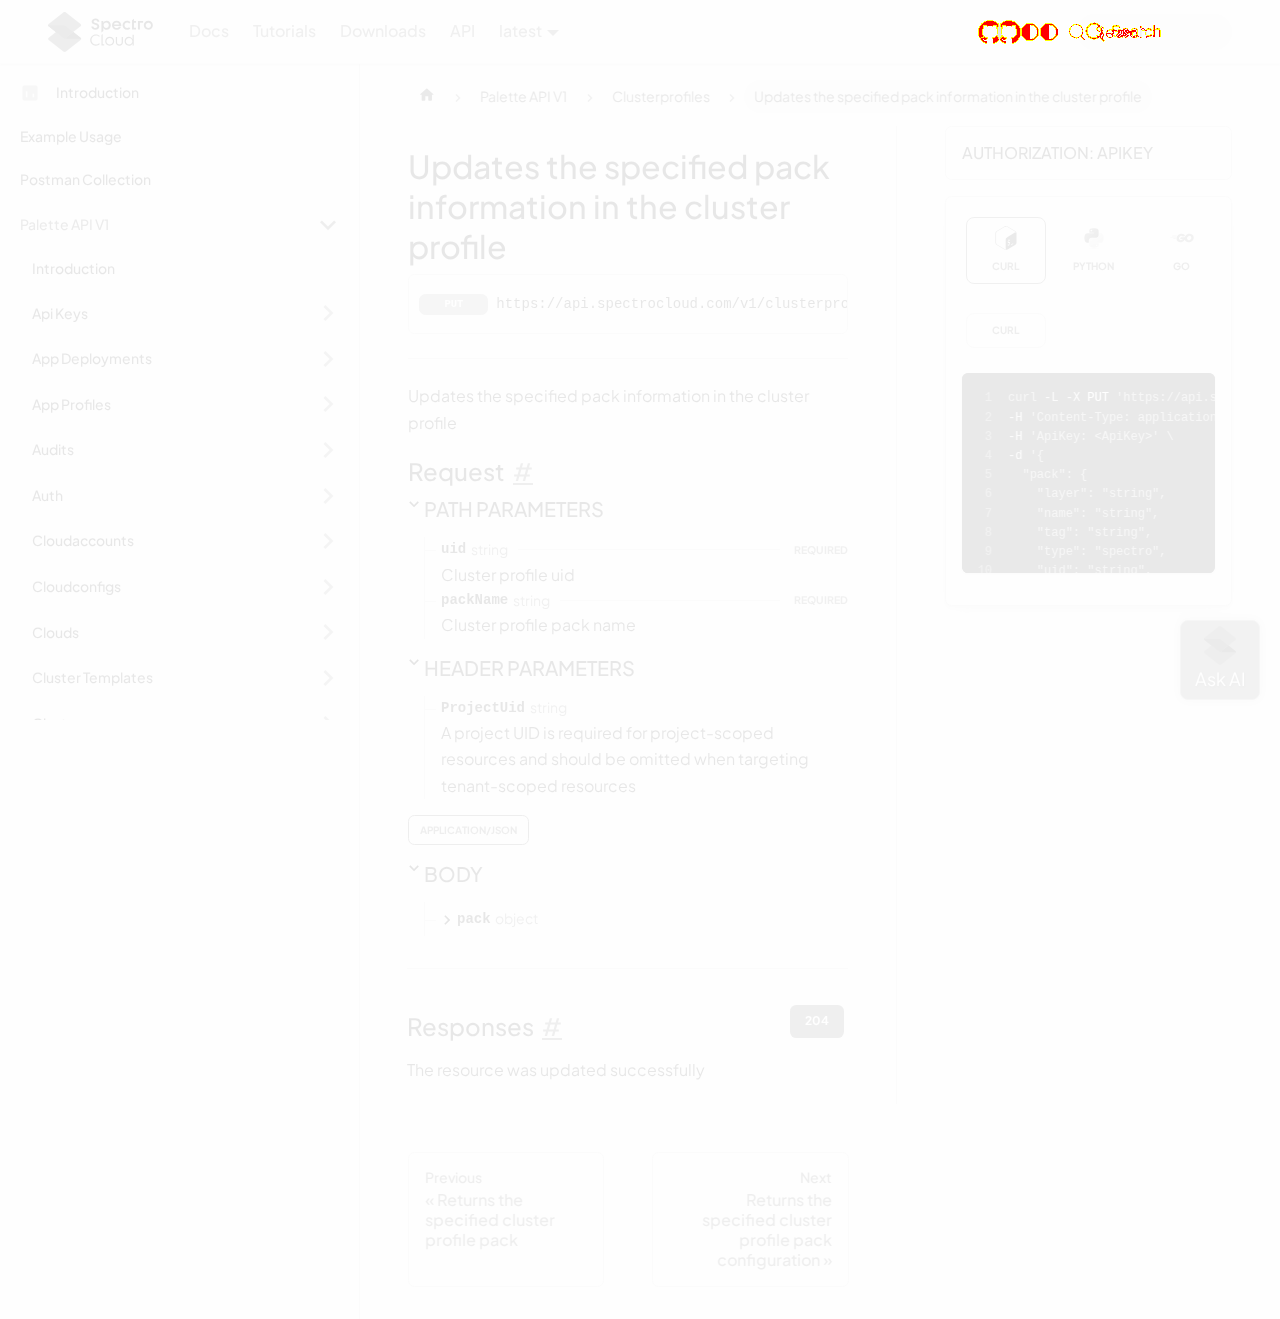 Spectro Cloud
Docs Tutorials Downloads API latest
Introduction
Example Usage
Postman Collection
Palette API V1
Introduction
Api Keys
App Deployments
App Profiles
Audits
Auth
Cloudaccounts
Cloudconfigs
Clouds
Cluster Templates
Palette API V1 > Clusterprofiles > Updates the specified pack information in the cluster profile
Updates the specified pack
information in the cluster
profile
PUT https://api.spectrocloud.com/v1/clusterpro
Updates the specified pack information in the cluster
profile
Request #
PATH PARAMETERS
uid string REQUIRED
Cluster profile uid
packName string REQUIRED
Cluster profile pack name
HEADER PARAMETERS
ProjectUid string
A project UID is required for project-scoped
resources and should be omitted when targeting
tenant-scoped resources
APPLICATION/JSON
BODY
pack object
Responses #
204
The resource was updated successfully
Previous
« Returns the
specified cluster
profile pack
Next
Returns the
specified cluster
profile pack
configuration »
AUTHORIZATION: APIKEY
CURL PYTHON GO
CURL
1 curl -L -X PUT 'https://api.s
2 -H 'Content-Type: application
3 -H 'ApiKey: <ApiKey>' \
4 -d '{
5 "pack": {
6 "layer": "string",
7 "name": "string",
8 "tag": "string",
9 "type": "spectro",
10 "uid": "string",
Ask AI